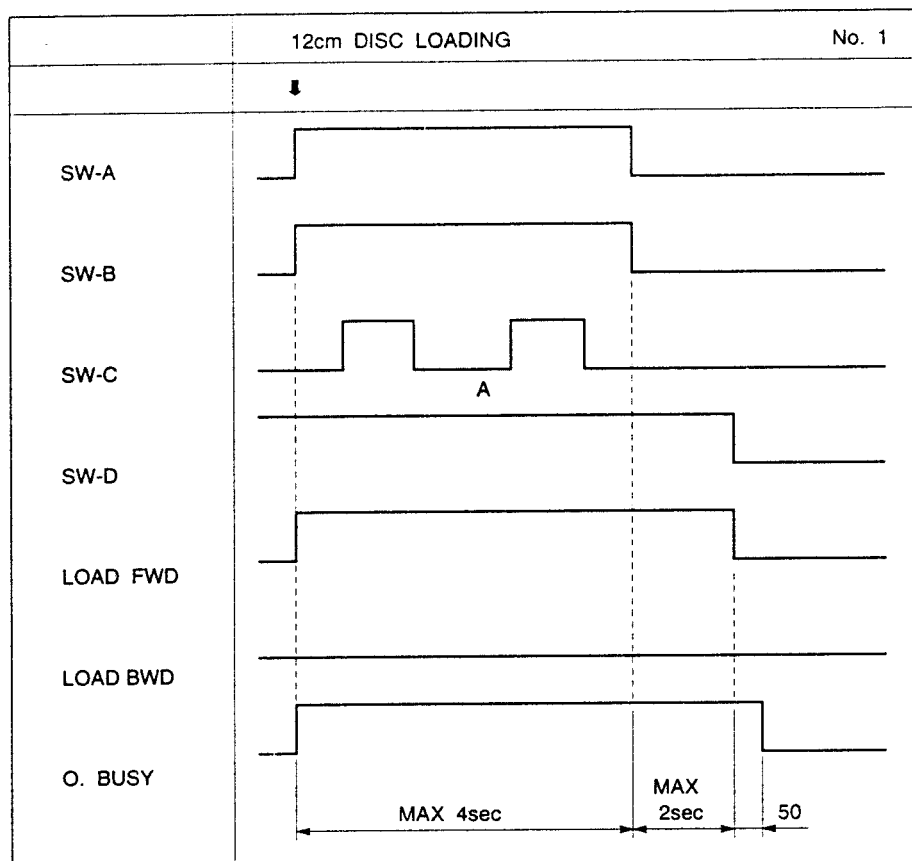 12cm DISC LOADING No. 1
SW-A
SW-B
SW-C
A
SW-D
LOAD FWD
LOAD BWD
O. BUSY
MAX 4sec
MAX
2sec
50